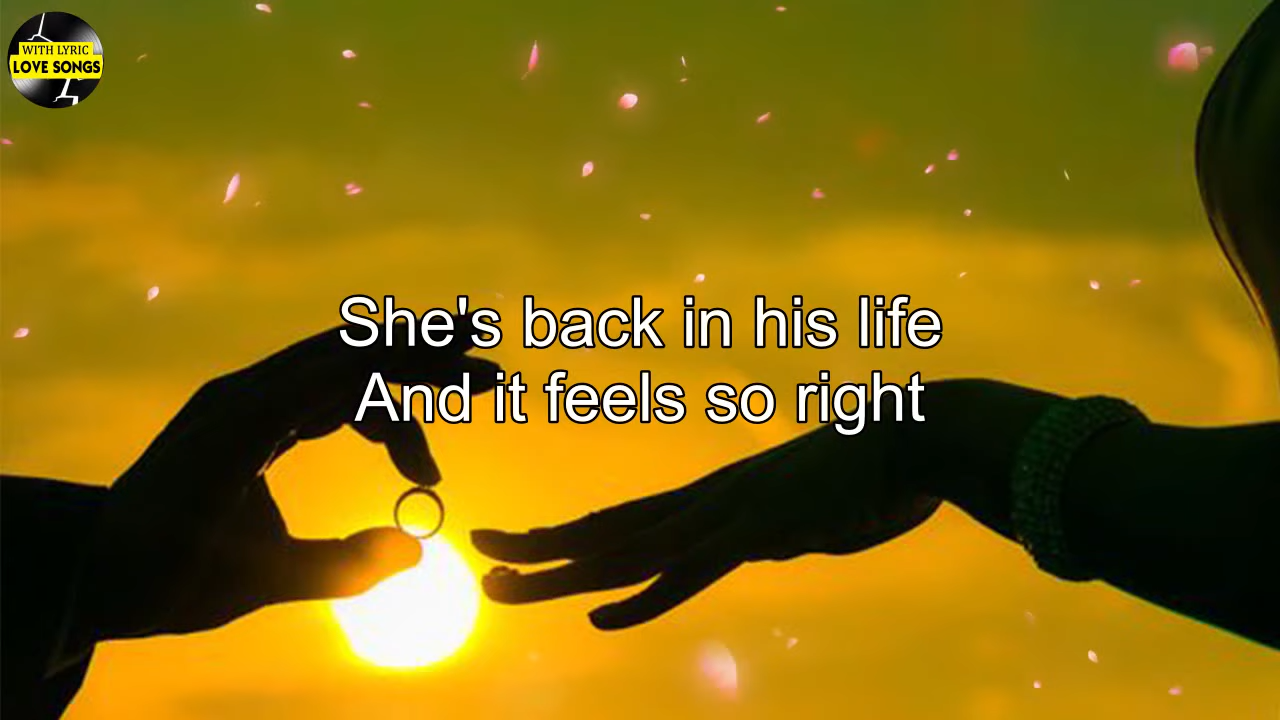 WITH LYRIC
LOVE SONGS
She's back in his life
And it feels so right